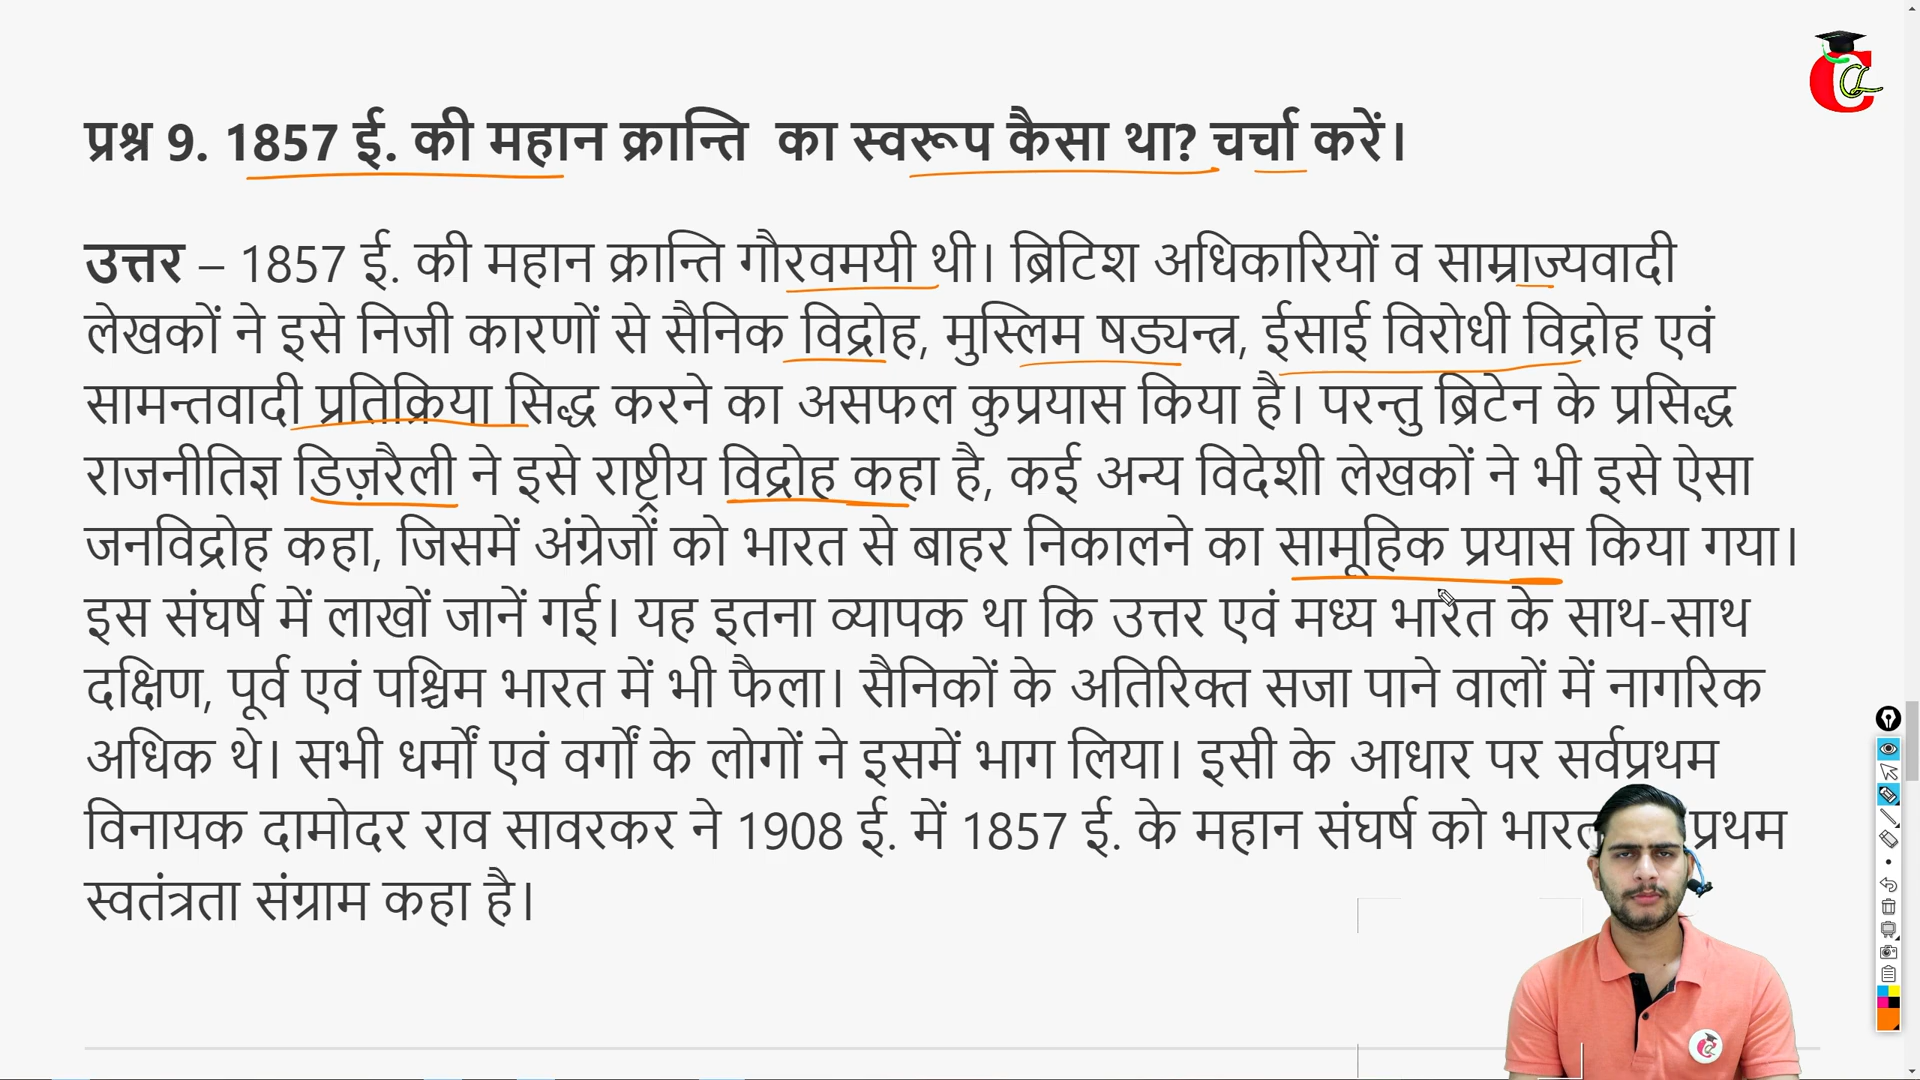 प्रश्न 9. 1857 ई. की महान क्रान्ति का स्वरूप कैसा था? चर्चा करें।
उत्तर – 1857 ई. की महान क्रान्ति गौरवमयी थी। ब्रिटिश अधिकारियों व साम्राज्यवादी
लेखकों ने इसे निजी कारणों से सैनिक विद्रोह, मुस्लिम षड्यन्त्र, ईसाई विरोधी विद्रोह एवं
सामन्तवादी प्रतिक्रिया सिद्ध करने का असफल कुप्रयास किया है। परन्तु ब्रिटेन के प्रसिद्ध
राजनीतिज्ञ डिज़रैली ने इसे राष्ट्रीय विद्रोह कहा है, कई अन्य विदेशी लेखकों ने भी इसे ऐसा
जनविद्रोह कहा, जिसमें अंग्रेजों को भारत से बाहर निकालने का सामूहिक प्रयास किया गया।
इस संघर्ष में लाखों जानें गई। यह इतना व्यापक था कि उत्तर एवं मध्य भारत के साथ-साथ
दक्षिण, पूर्व एवं पश्चिम भारत में भी फैला। सैनिकों के अतिरिक्त सजा पाने वालों में नागरिक
अधिक थे। सभी धर्मों एवं वर्गों के लोगों ने इसमें भाग लिया। इसी के आधार पर सर्वप्रथम
विनायक दामोदर राव सावरकर ने 1908 ई. में 1857 ई. के महान संघर्ष को भारत प्रथम
स्वतंत्रता संग्राम कहा है।